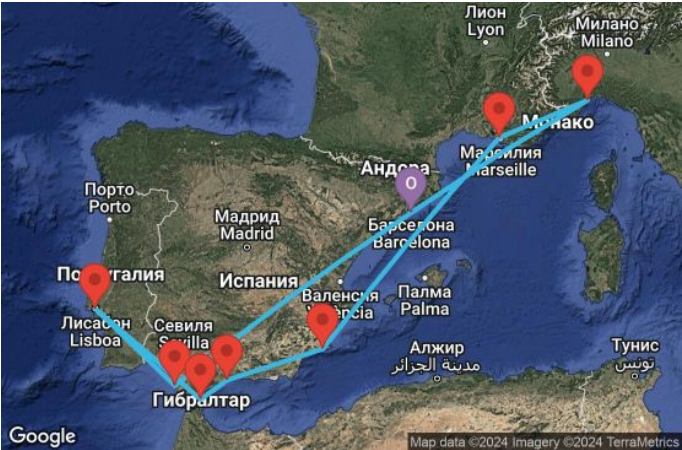 Лион
Lyon
Милано
Milano
Монако
Марсилия
Marseille
Андора
O
Порто
Porto
Мадрид
Madrid
Барселона
Barcelona
Португалия
Испания
Валенсия
Valencia
Палма
Palma
Лисабон
Lisboa
Севиля
Sevilla
Алжир
مدينة الجزائر
Тунис
تونس
Гибралтар
Google
Map data ©2024 Imagery ©2024 TerraMetrics